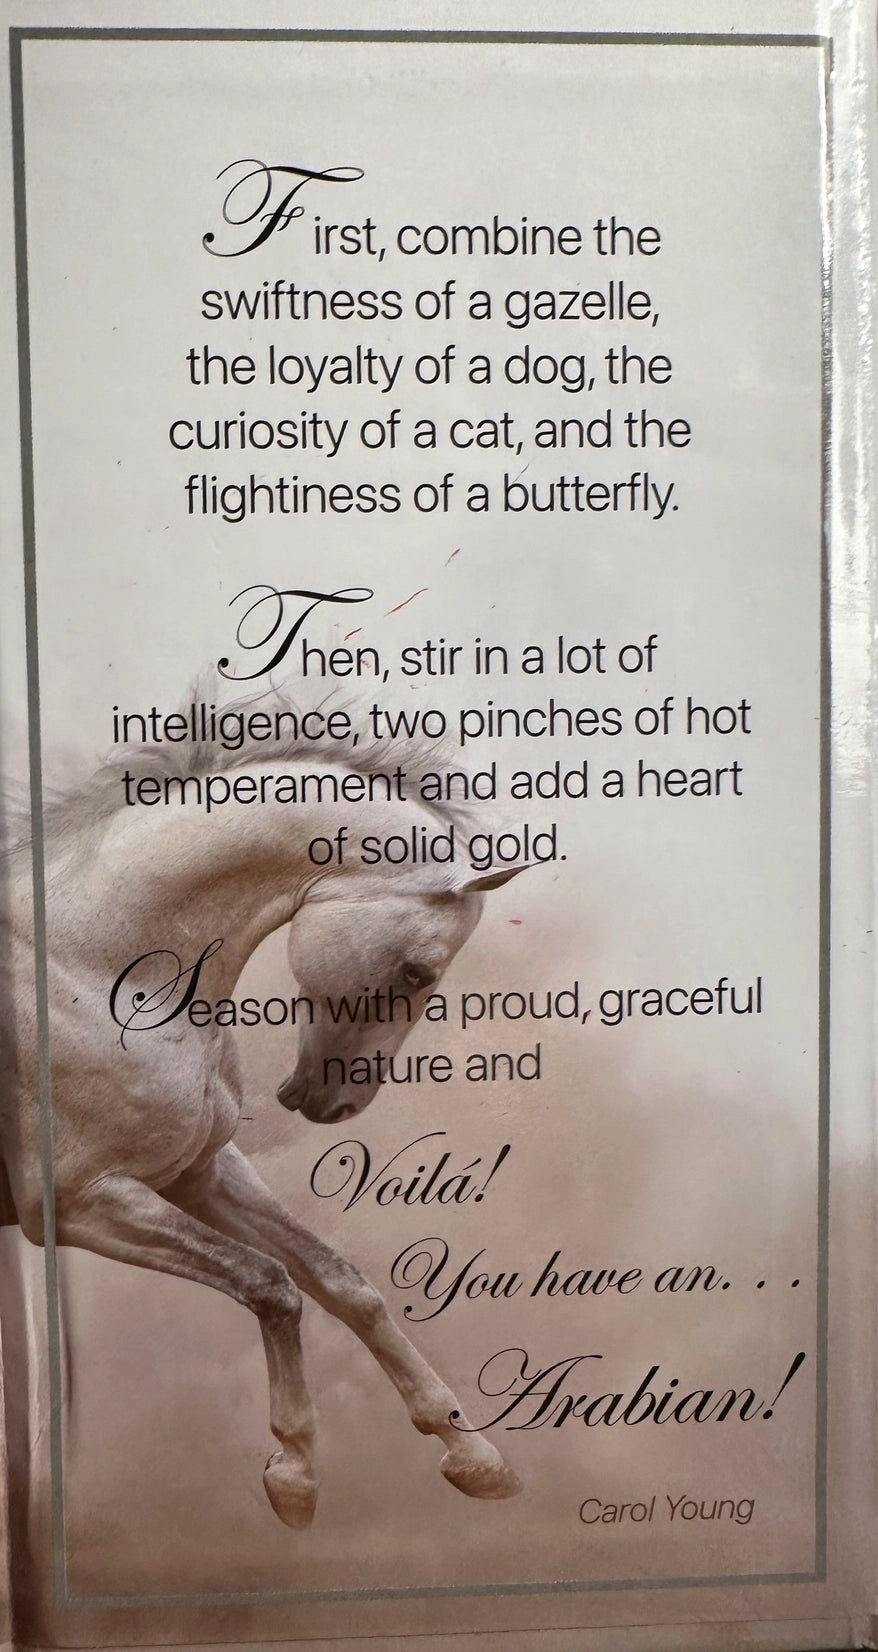 First, combine the
swiftness of a gazelle,
the loyalty of a dog, the
curiosity of a cat, and the
flightiness of a butterfly.
Then, stir in a lot of
intelligence, two pinches of hot
temperament and add a heart
of solid gold.
Season with a proud, graceful
nature and
Voilá!
You have an. . .
Arabian!
Carol Young